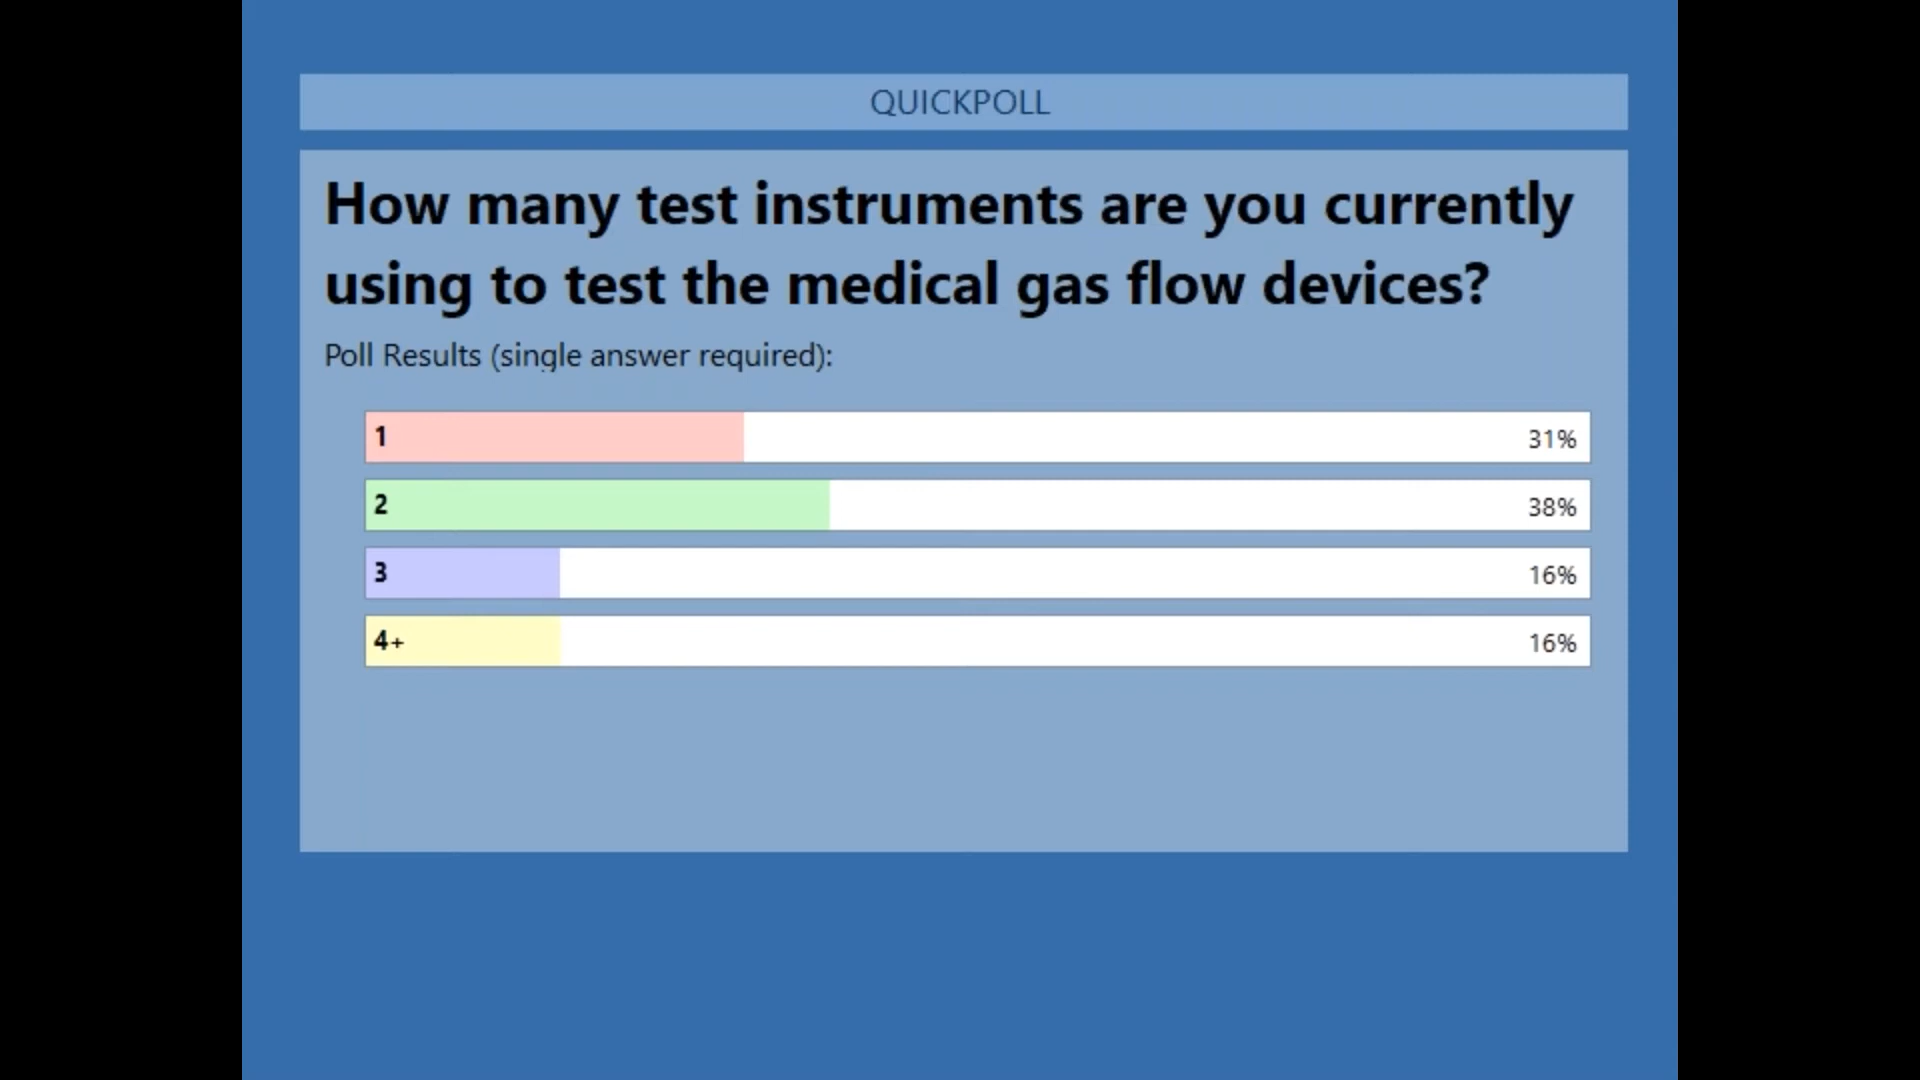 QUICKPOLL
How many test instruments are you currently
using to test the medical gas flow devices?
Poll Results (single answer required):
1 31%
2 38%
3 16%
4+ 16%